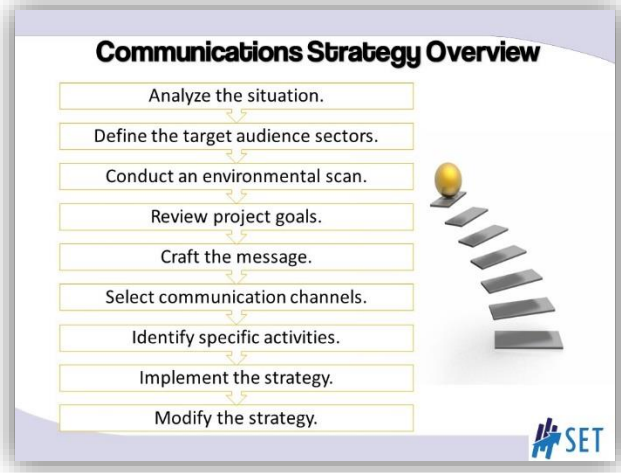 Communications Strategy Overview
Analyze the situation.
Define the target audience sectors.
Conduct an environmental scan.
Review project goals.
Craft the message.
Select communication channels.
Identify specific activities.
Implement the strategy.
Modify the strategy.
SET